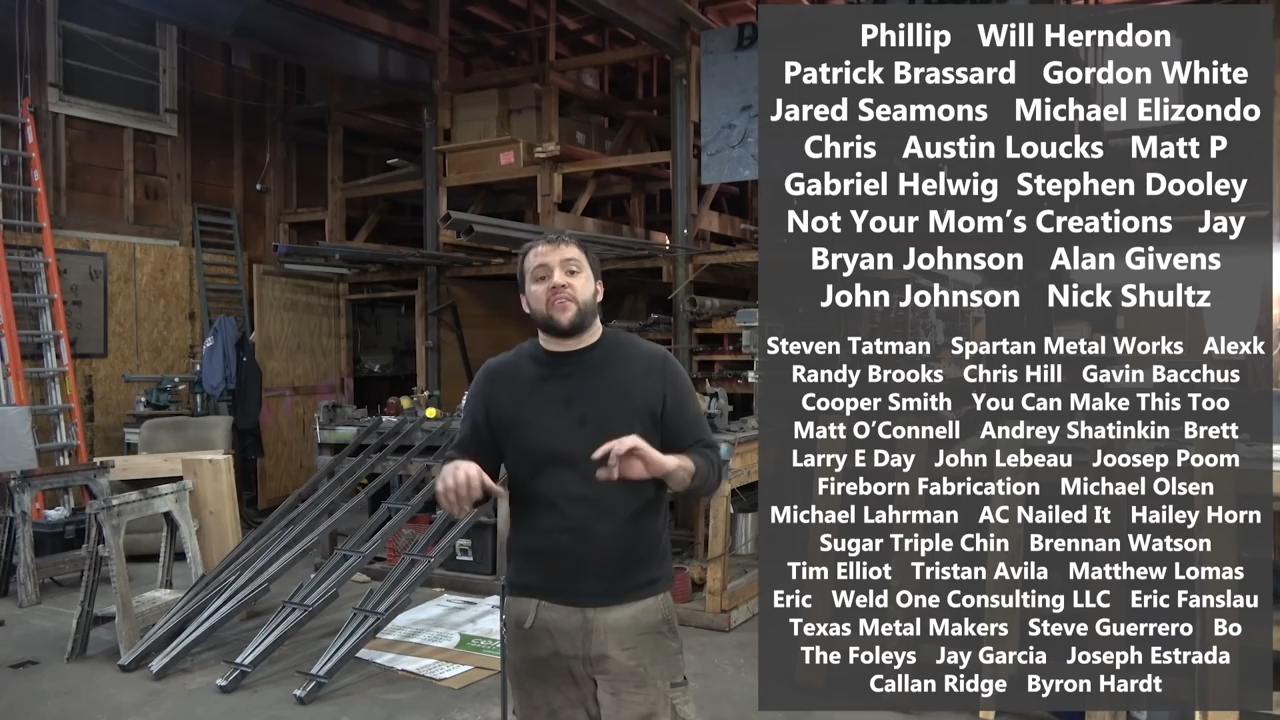 Phillip Will Herndon
Patrick Brassard Gordon White
Jared Seamons Michael Elizondo
Chris Austin Loucks Matt P
Gabriel Helwig Stephen Dooley
Not Your Mom’s Creations Jay
Bryan Johnson Alan Givens
John Johnson Nick Shultz
Steven Tatman Spartan Metal Works Alexk
Randy Brooks Chris Hill Gavin Bacchus
Cooper Smith You Can Make This Too
Matt O’Connell Andrey Shatinkin Brett
Larry E Day John Lebeau Joosep Poom
Fireborn Fabrication Michael Olsen
Michael Lahrman AC Nailed It Hailey Horn
Sugar Triple Chin Brennan Watson
Tim Elliot Tristan Avila Matthew Lomas
Eric Weld One Consulting LLC Eric Fanslau
Texas Metal Makers Steve Guerrero Bo
The Foleys Jay Garcia Joseph Estrada
Callan Ridge Byron Hardt